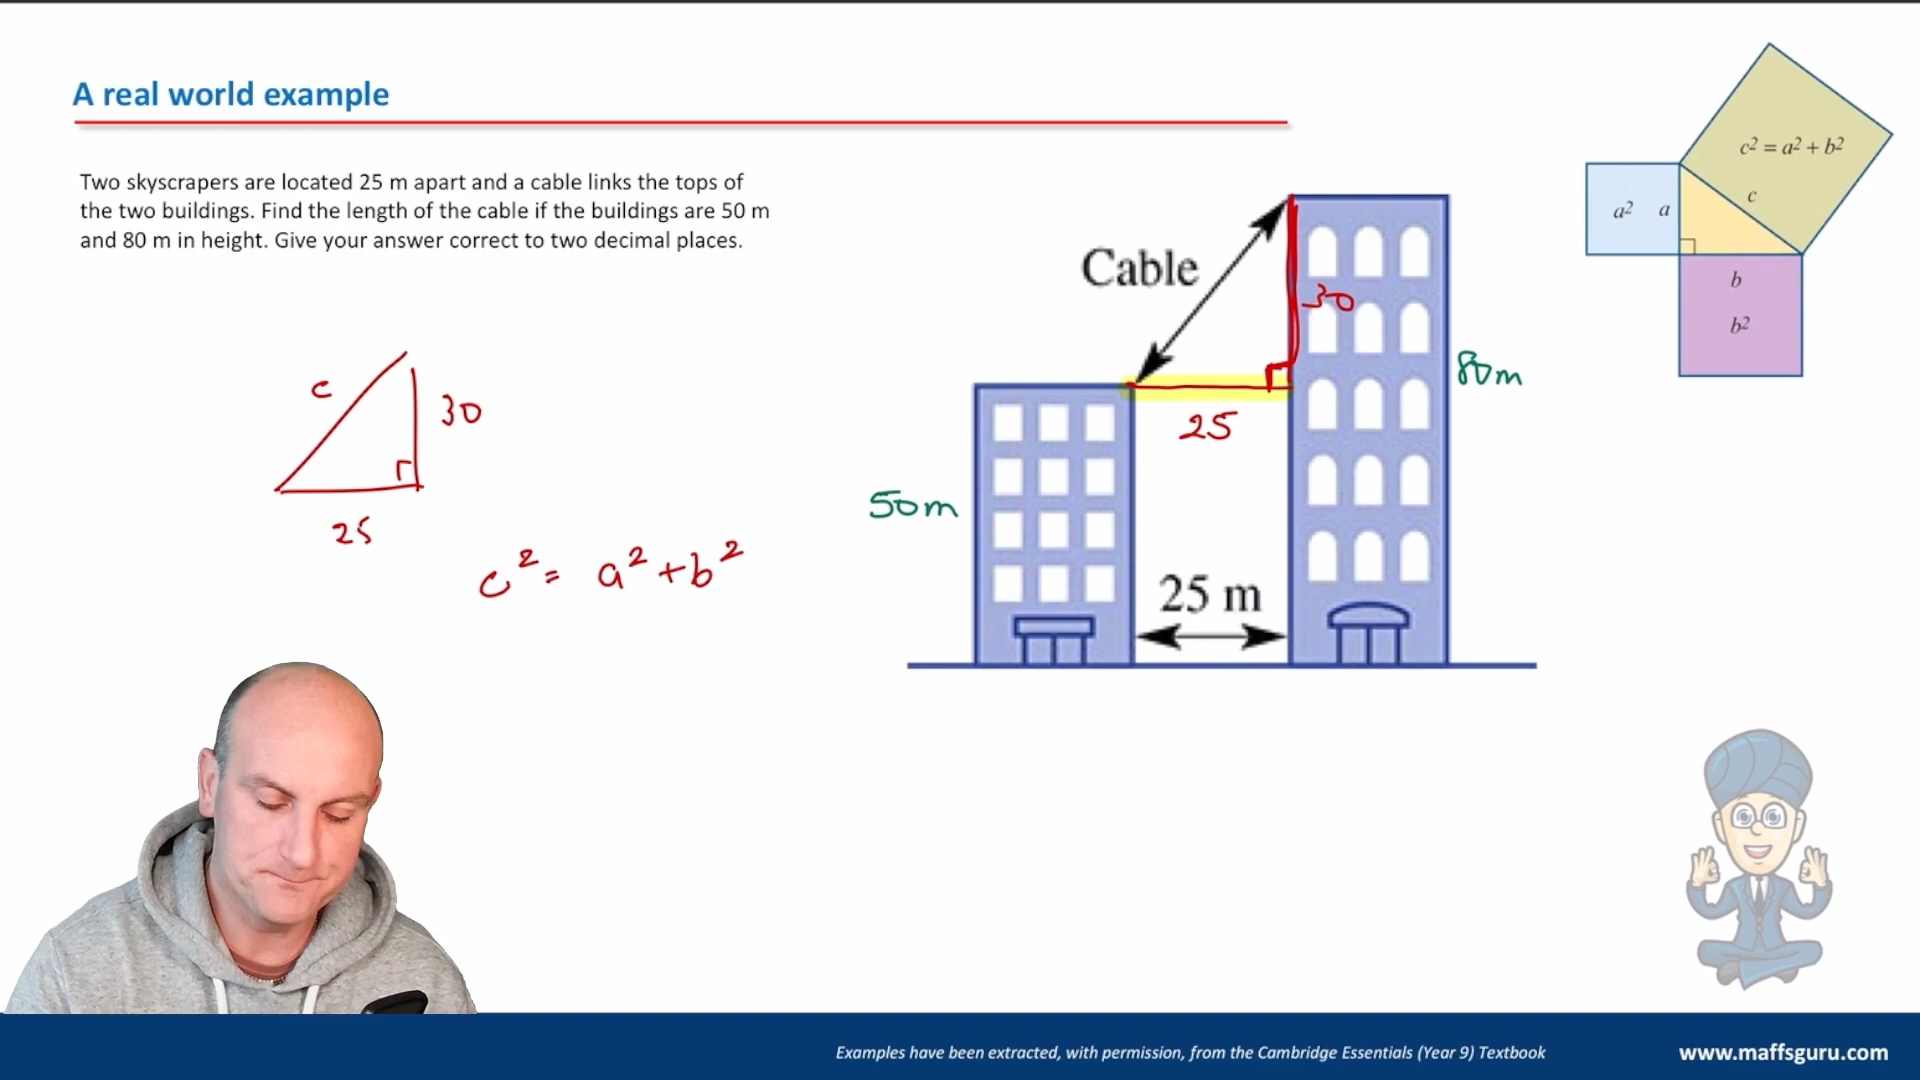 A real world example
Two skyscrapers are located 25 m apart and a cable links the tops of
the two buildings. Find the length of the cable if the buildings are 50 m
and 80 m in height. Give your answer correct to two decimal places.
c² = a² + b²
c
a² a
b
b²
Cable
30
80m
25
50m
25 m
c
30
25
c² = a² + b²
Examples have been extracted, with permission, from the Cambridge Essentials (Year 9) Textbook
www.maffsguru.com